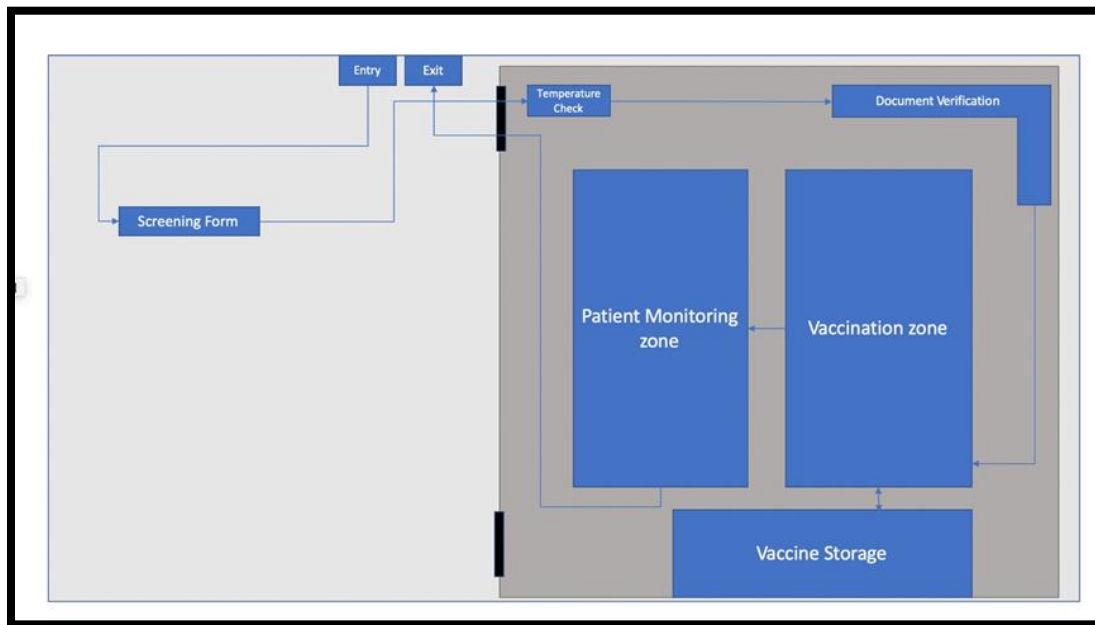 Entry
Exit
Temperature
Check
Document Verification
Screening Form
Patient Monitoring
zone
Vaccination zone
Vaccine Storage